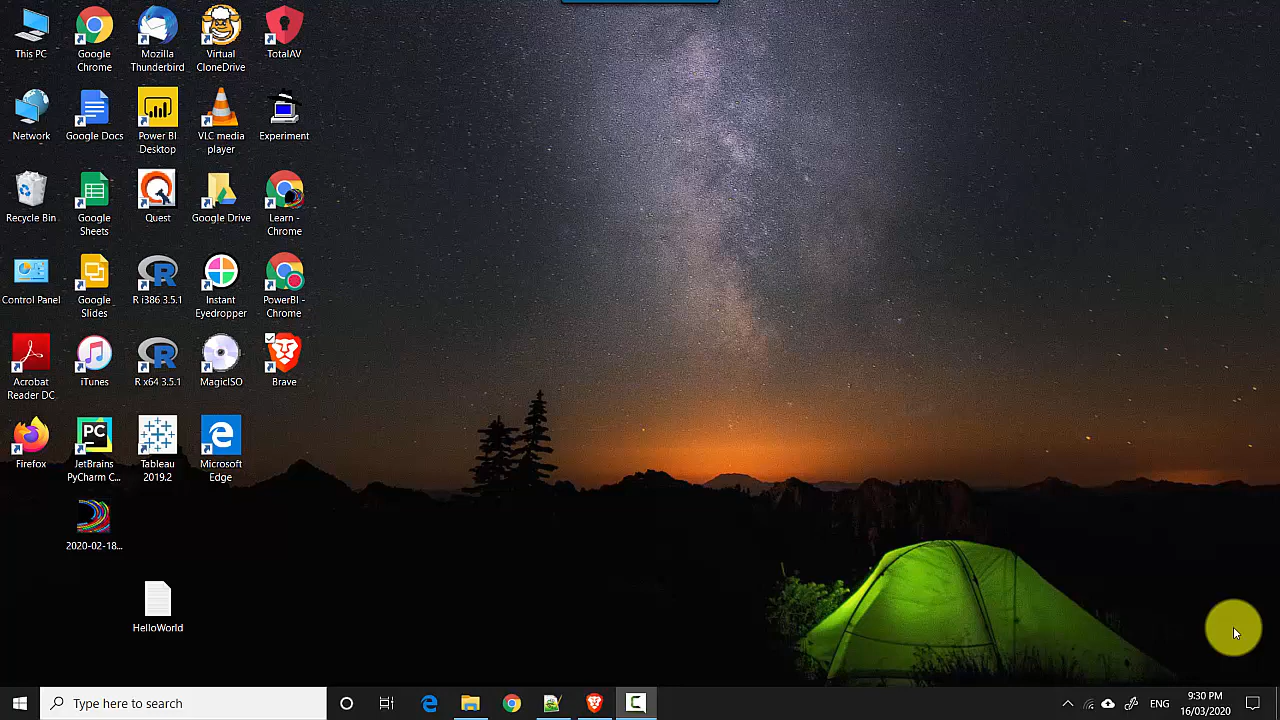 This PC
Google
Chrome
Mozilla
Thunderbird
Virtual
CloneDrive
TotalAV
Network
Google Docs
Power BI
Desktop
VLC media
player
Experiment
Recycle Bin
Google
Sheets
Quest
Google Drive
Learn -
Chrome
Control Panel
Google
Slides
R i386 3.5.1
Instant
Eyedropper
PowerBI -
Chrome
Acrobat
Reader DC
iTunes
R x64 3.5.1
MagicISO
Brave
Firefox
PC
JetBrains
PyCharm C...
Tableau
2019.2
Microsoft
Edge
2020-02-18...
HelloWorld
Type here to search
ENG
9:30 PM
16/03/2020